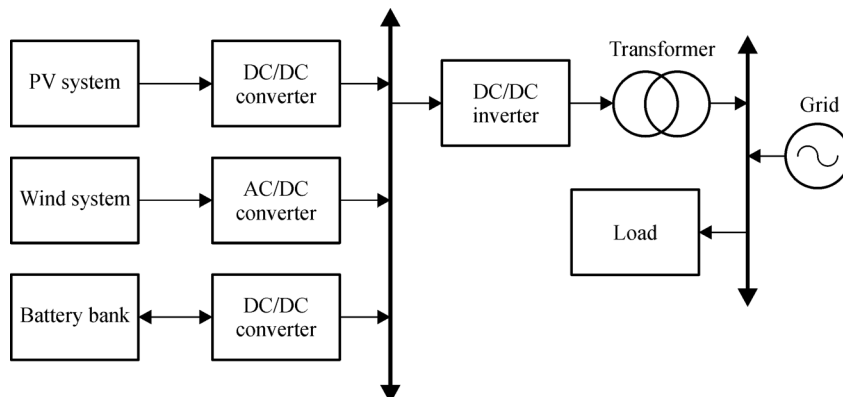 PV system
DC/DC
converter
Wind system
AC/DC
converter
Battery bank
DC/DC
converter
DC/DC
inverter
Transformer
Grid
Load